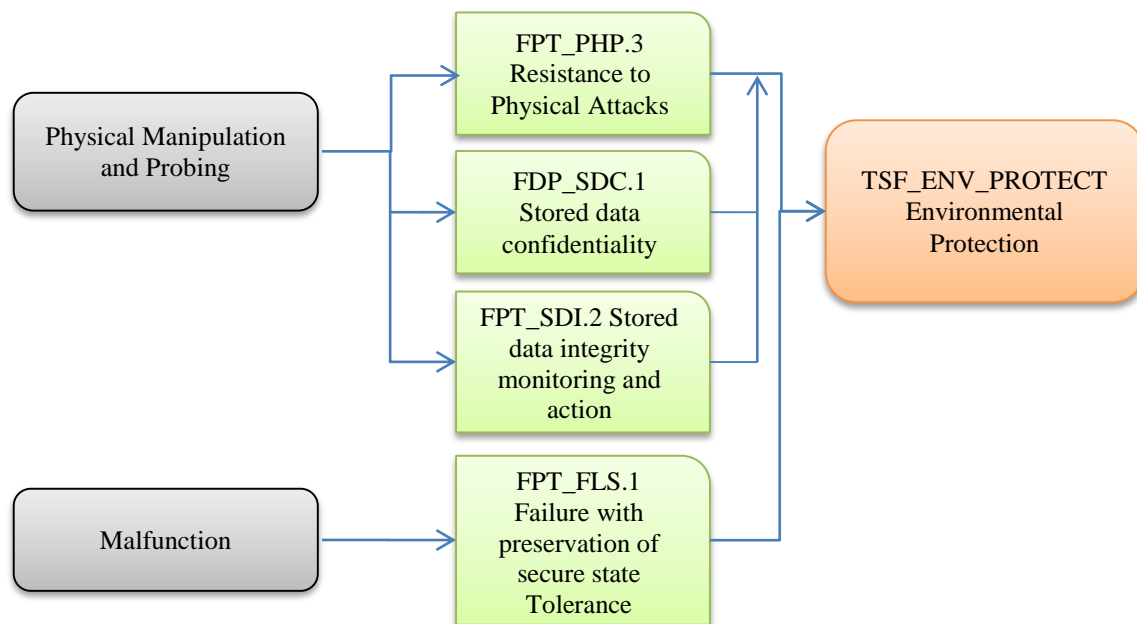 FPT_PHP.3
Resistance to
Physical Attacks
Physical Manipulation
and Probing
FDP_SDC.1
Stored data
confidentiality
TSF_ENV_PROTECT
Environmental
Protection
FPT_SDI.2 Stored
data integrity
monitoring and
action
Malfunction
FPT_FLS.1
Failure with
preservation of
secure state
Tolerance